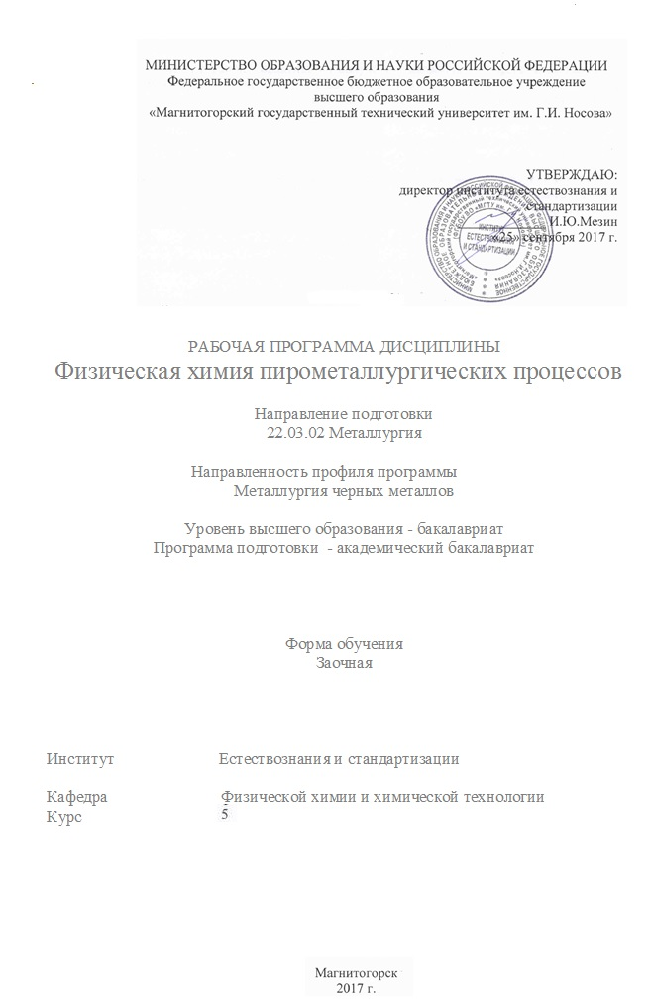 МИНИСТЕРСТВО ОБРАЗОВАНИЯ И НАУКИ РОССИЙСКОЙ ФЕДЕРАЦИИ
Федеральное государственное бюджетное образовательное учреждение
высшего образования
«Магнитогорский государственный технический университет им. Г.И. Носова»
УТВЕРЖДАЮ:
директор института естествознания и
стандартизации
И.Ю.Мезин
«25» сентября 2017 г.
ИНСТИТУТ
ЕСТЕСТВОЗНАНИЯ
И СТАНДАРТИЗАЦИИ
РАБОЧАЯ ПРОГРАММА ДИСЦИПЛИНЫ
Физическая химия пирометаллургических процессов
Направление подготовки
22.03.02 Металлургия
Направленность профиля программы
Металлургия черных металлов
Уровень высшего образования - бакалавриат
Программа подготовки - академический бакалавриат
Форма обучения
Заочная
Институт Естествознания и стандартизации
Кафедра Физической химии и химической технологии
Курс 5
Магнитогорск
2017 г.